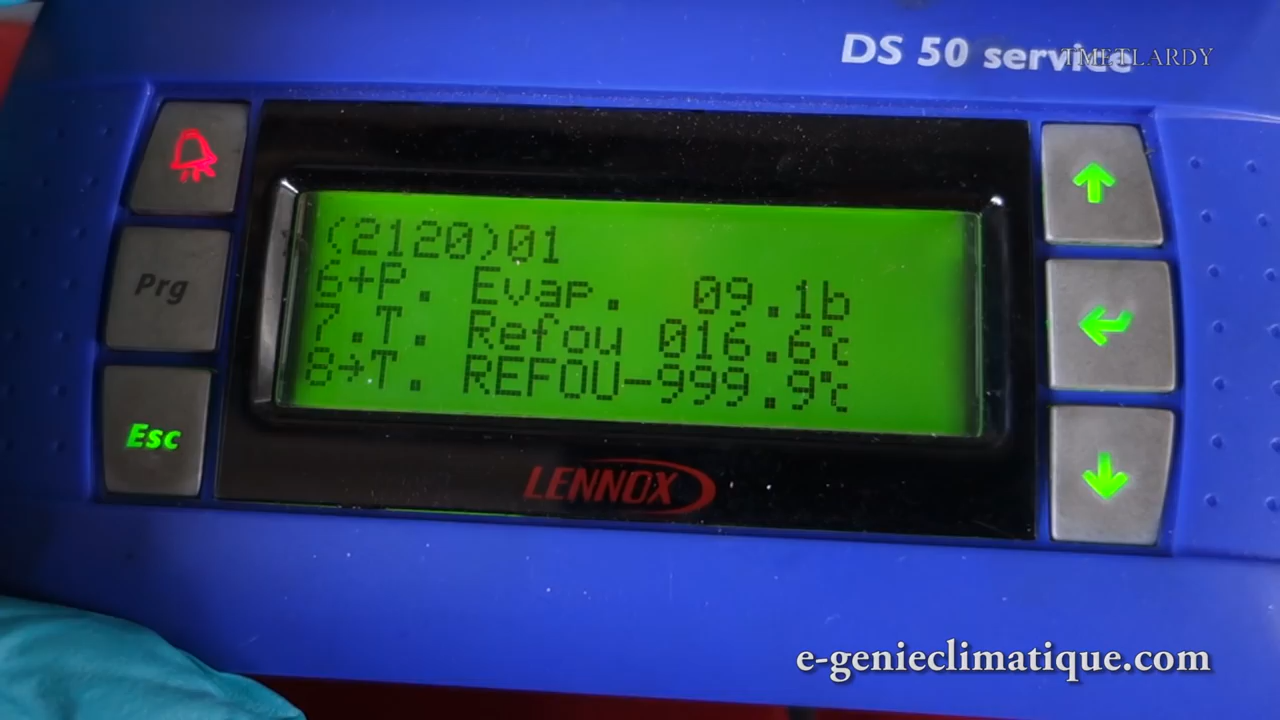 DS 50 service
TMETLARDY
(2120)01
6+P. Evap. 09.1b
7.T. Refou 016.6°c
8→T. REFOU-999.9°c
Prg
Esc
LENNOX
e-genieclimatique.com